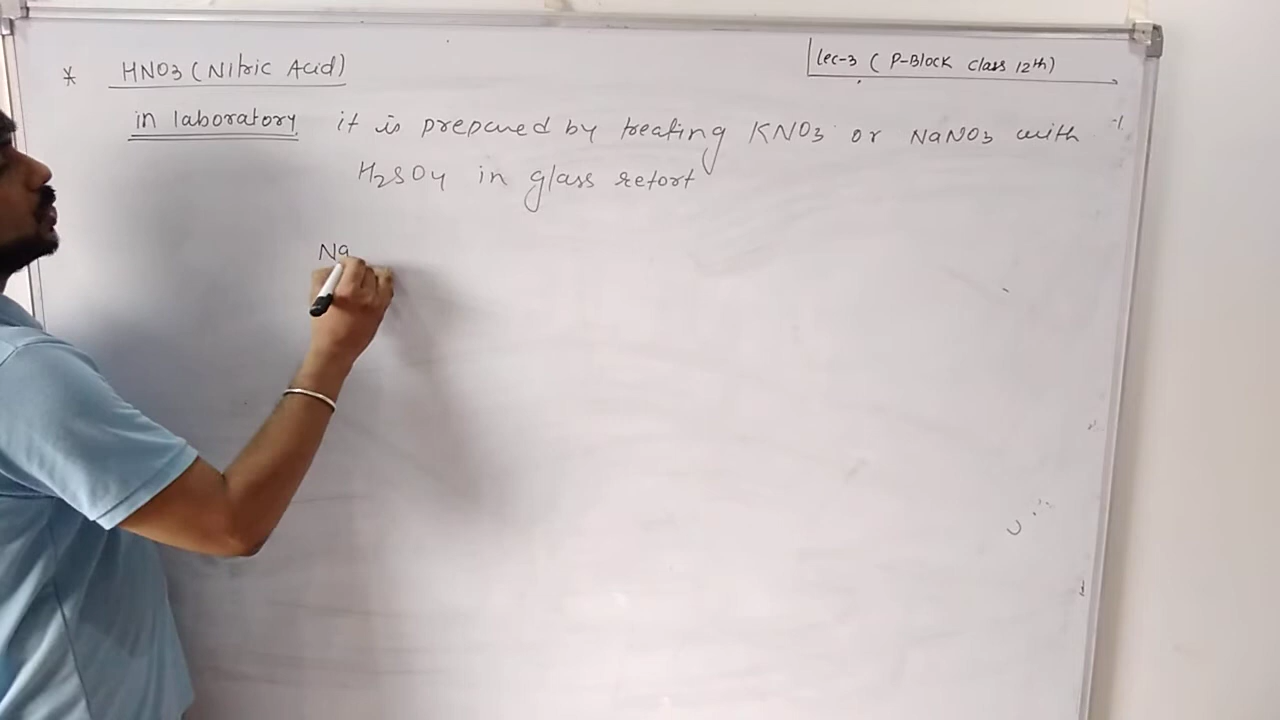 * HNO3 (Nitric Acid)
Lec-3 ( P-Block class 12th)
in laboratory it is prepared by treating KNO3 or NaNO3 with
H2SO4 in glass retort
Na